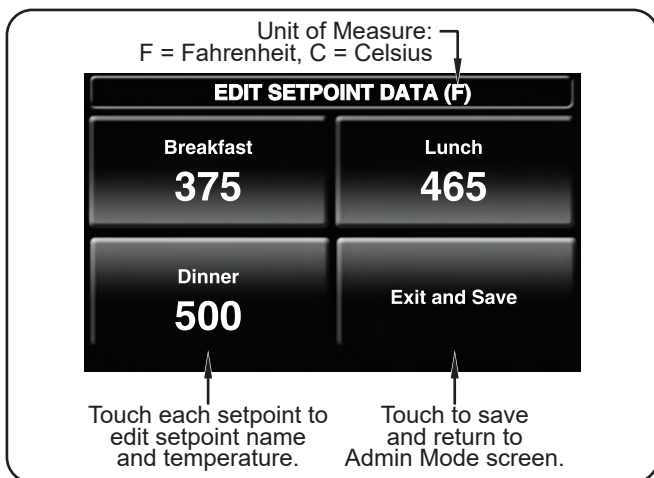 Unit of Measure:
F = Fahrenheit, C = Celsius
EDIT SETPOINT DATA (F)
Breakfast
375
Lunch
465
Dinner
500
Exit and Save
Touch each setpoint to
edit setpoint name
and temperature.
Touch to save
and return to
Admin Mode screen.